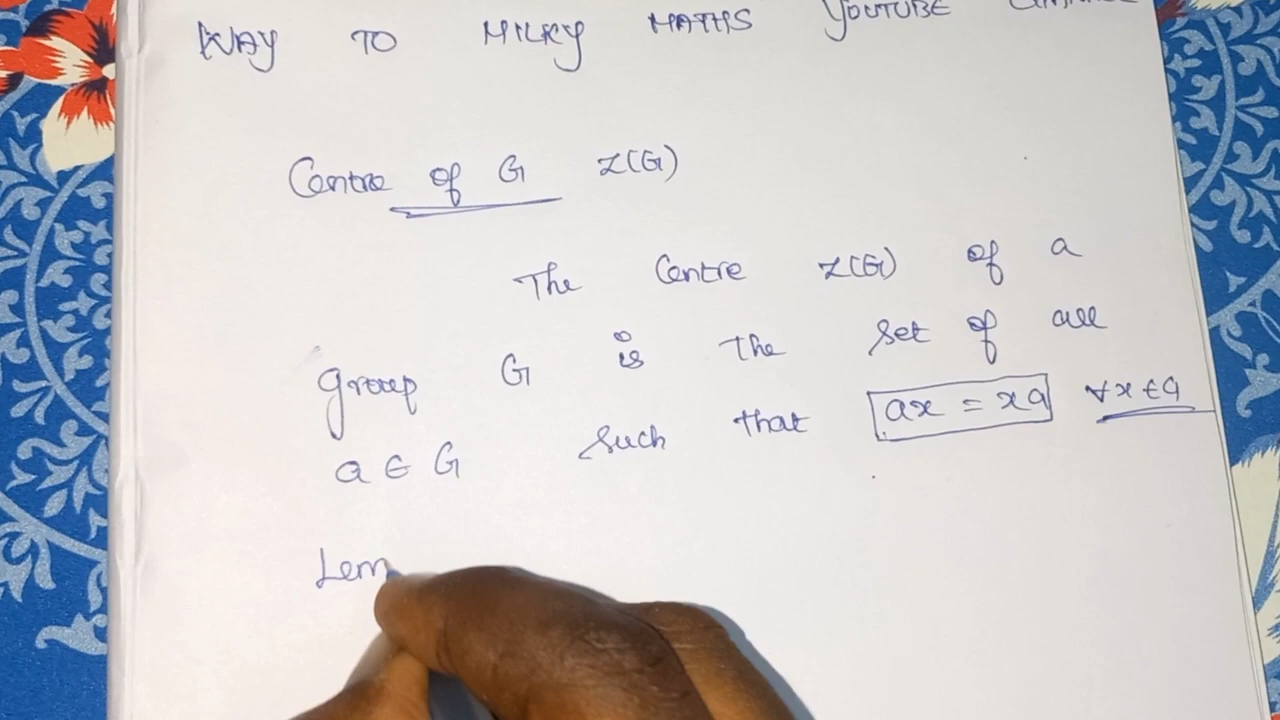 WAY TO MILKY MATHS YOUTUBE
Centre of G Z(G)
The Centre Z(G) of a
group G is the set of all
a ∈ G such that ax = xa ∀ x ∈ G
Lem